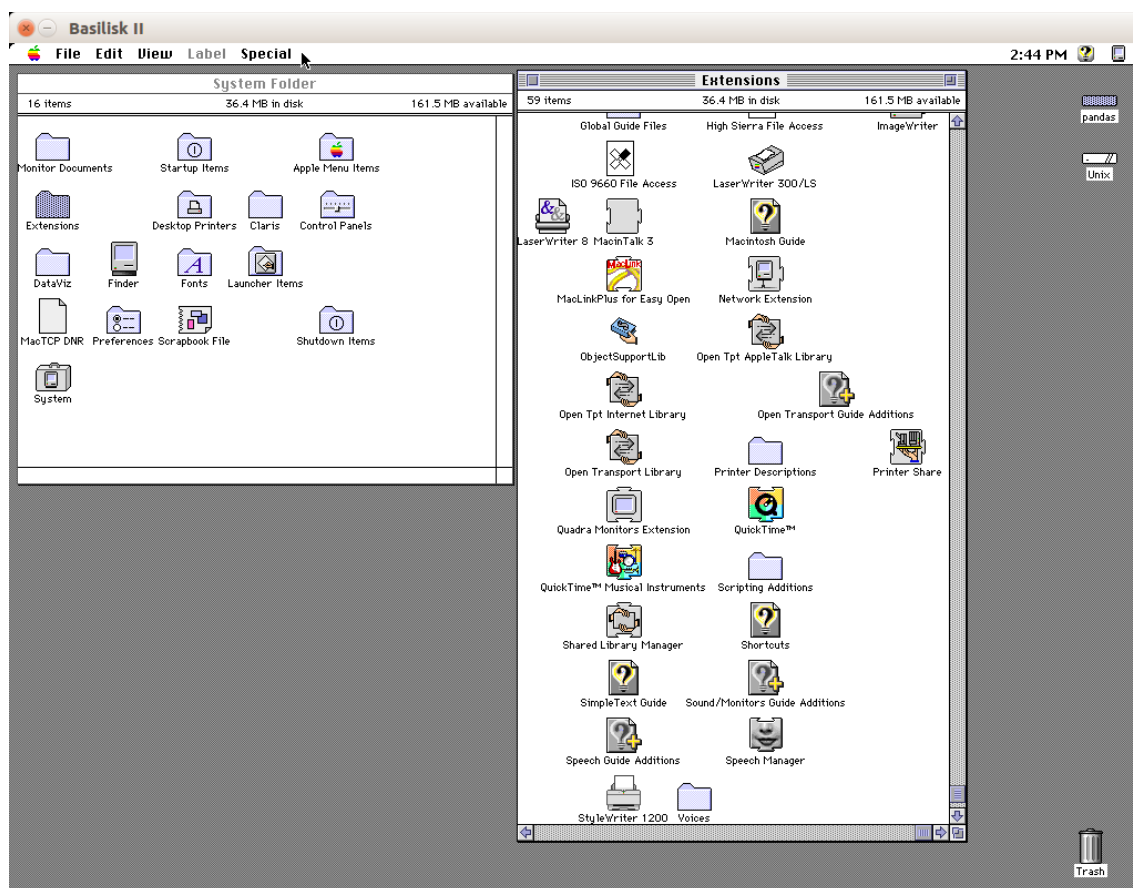 Basilisk II
File Edit View Label Special 2:44 PM
System Folder
16 items 36.4 MB in disk 161.5 MB available
Monitor Documents Startup Items Apple Menu Items
Extensions Desktop Printers Claris Control Panels
DataViz Finder Fonts Launcher Items
MacTCP DNR Preferences Scrapbook File Shutdown Items
System
Extensions
59 items 36.4 MB in disk 161.5 MB available
Global Guide Files High Sierra File Access ImageWriter
ISO 9660 File Access LaserWriter 300/LS
LaserWriter 8 MacinTalk 3 Macintosh Guide
MacLink
MacLinkPlus for Easy Open Network Extension
ObjectSupportLib Open Tpt AppleTalk Library
Open Tpt Internet Library Open Transport Guide Additions
Open Transport Library Printer Descriptions Printer Share
Quadra Monitors Extension QuickTime™
QuickTime™ Musical Instruments Scripting Additions
Shared Library Manager Shortcuts
SimpleText Guide Sound/Monitors Guide Additions
Speech Guide Additions Speech Manager
StyleWriter 1200 Voices
pandas
Unix
Trash